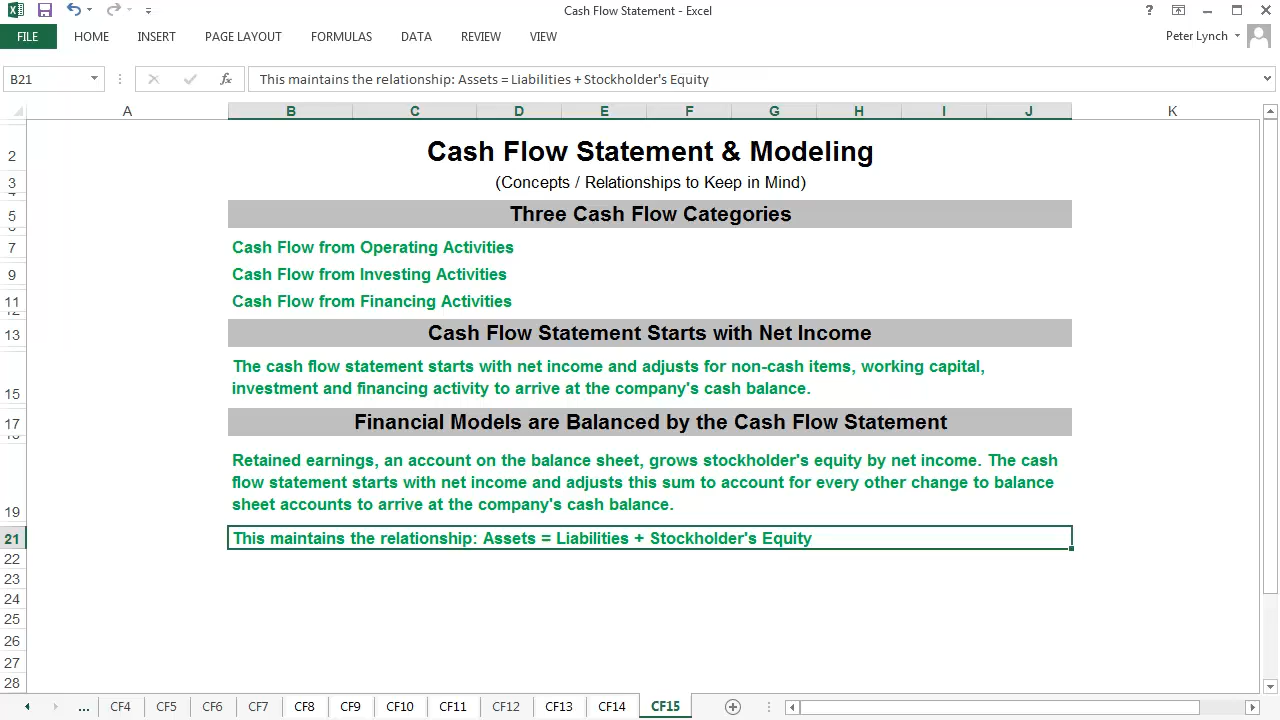 Cash Flow Statement - Excel
?
FILE HOME INSERT PAGE LAYOUT FORMULAS DATA REVIEW VIEW
Peter Lynch
B21
fx
This maintains the relationship: Assets = Liabilities + Stockholder's Equity
A B C D E F G H I J K
2 Cash Flow Statement & Modeling
3 (Concepts / Relationships to Keep in Mind)
5 Three Cash Flow Categories
7 Cash Flow from Operating Activities
9 Cash Flow from Investing Activities
11 Cash Flow from Financing Activities
13 Cash Flow Statement Starts with Net Income
The cash flow statement starts with net income and adjusts for non-cash items, working capital,
15 investment and financing activity to arrive at the company's cash balance.
17 Financial Models are Balanced by the Cash Flow Statement
Retained earnings, an account on the balance sheet, grows stockholder's equity by net income. The cash
flow statement starts with net income and adjusts this sum to account for every other change to balance
19 sheet accounts to arrive at the company's cash balance.
21 This maintains the relationship: Assets = Liabilities + Stockholder's Equity
22
23
24
25
26
27
28
... CF4 CF5 CF6 CF7 CF8 CF9 CF10 CF11 CF12 CF13 CF14 CF15